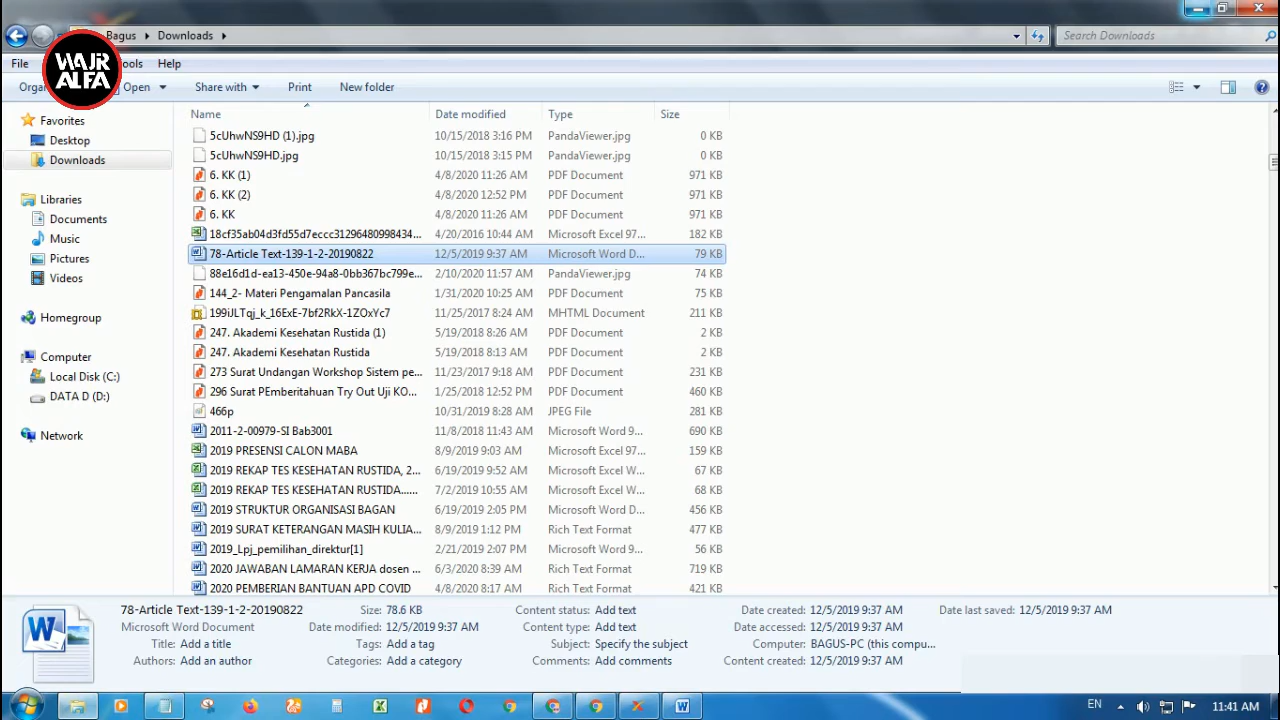 Bagus Downloads Search Downloads
WAJR
ALFA
File ools Help
Orga Open Share with Print New folder
Favorites
Desktop
Downloads
Libraries
Documents
Music
Pictures
Videos
Homegroup
Computer
Local Disk (C:)
DATA D (D:)
Network
Name Date modified Type Size
5cUhwNS9HD (1).jpg 10/15/2018 3:16 PM PandaViewer.jpg 0 KB
5cUhwNS9HD.jpg 10/15/2018 3:15 PM PandaViewer.jpg 0 KB
6. KK (1) 4/8/2020 11:26 AM PDF Document 971 KB
6. KK (2) 4/8/2020 12:52 PM PDF Document 971 KB
6. KK 4/8/2020 11:26 AM PDF Document 971 KB
18cf35ab04d3fd55d7eccc31296480998434... 4/20/2016 10:44 AM Microsoft Excel 97... 182 KB
78-Article Text-139-1-2-20190822 12/5/2019 9:37 AM Microsoft Word D... 79 KB
88e16d1d-ea13-450e-94a8-0bb367bc799e... 2/10/2020 11:57 AM PandaViewer.jpg 74 KB
144_2- Materi Pengamalan Pancasila 1/31/2020 10:25 AM PDF Document 75 KB
199iJLTqj_k_16ExE-7bf2RkX-1ZOxYc7 11/25/2017 8:24 AM MHTML Document 211 KB
247. Akademi Kesehatan Rustida (1) 5/19/2018 8:26 AM PDF Document 2 KB
247. Akademi Kesehatan Rustida 5/19/2018 8:13 AM PDF Document 2 KB
273 Surat Undangan Workshop Sistem pe... 11/23/2017 9:18 AM PDF Document 231 KB
296 Surat PEmberitahuan Try Out Uji KO... 1/25/2018 12:52 PM PDF Document 460 KB
466p 10/31/2019 8:28 AM JPEG File 281 KB
2011-2-00979-SI Bab3001 11/8/2018 11:43 AM Microsoft Word 9... 690 KB
2019 PRESENSI CALON MABA 8/9/2019 9:03 AM Microsoft Excel 97... 159 KB
2019 REKAP TES KESEHATAN RUSTIDA, 2... 6/19/2019 9:52 AM Microsoft Excel W... 67 KB
2019 REKAP TES KESEHATAN RUSTIDA...... 7/2/2019 10:55 AM Microsoft Excel W... 68 KB
2019 STRUKTUR ORGANISASI BAGAN 6/19/2019 2:05 PM Microsoft Word D... 456 KB
2019 SURAT KETERANGAN MASIH KULIA... 8/9/2019 1:12 PM Rich Text Format 477 KB
2019_Lpj_pemilihan_direktur[1] 2/21/2019 2:07 PM Microsoft Word 9... 56 KB
2020 JAWABAN LAMARAN KERJA dosen ... 6/3/2020 8:39 AM Rich Text Format 719 KB
2020 PEMBERIAN BANTUAN APD COVID 4/8/2020 8:17 AM Rich Text Format 421 KB
78-Article Text-139-1-2-20190822 Size: 78.6 KB Content status: Add text Date created: 12/5/2019 9:37 AM Date last saved: 12/5/2019 9:37 AM
Microsoft Word Document Date modified: 12/5/2019 9:37 AM Content type: Add text Date accessed: 12/5/2019 9:37 AM
Title: Add a title Tags: Add a tag Subject: Specify the subject Computer: BAGUS-PC (this compu...
Authors: Add an author Categories: Add a category Comments: Add comments Content created: 12/5/2019 9:37 AM
EN 11:41 AM